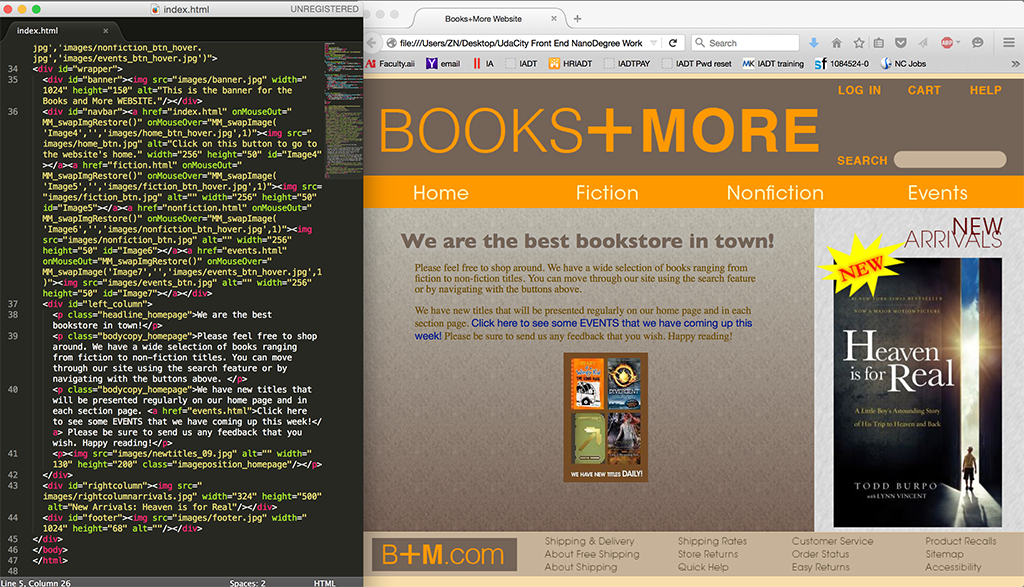 index.html
UNREGISTERED
index.html ×
jpg','images/nonfiction_btn_hover.
jpg','images/events_btn_hover.jpg')">
34 <div id="wrapper">
35 <div id="banner"><img src="images/banner.jpg" width="
1024" height="150" alt="This is the banner for the
Books and More WEBSITE."/></div>
36 <div id="navbar"><a href="index.html" onMouseOut="
MM_swapImgRestore()" onMouseOver="MM_swapImage(
'Image4','','images/home_btn_hover.jpg',1)"><img src="
images/home_btn.jpg" alt="Click on this button to go to
the website's home." width="256" height="50" id="Image4"
></a><a href="fiction.html" onMouseOut="
MM_swapImgRestore()" onMouseOver="MM_swapImage(
'Image5','','images/fiction_btn_hover.jpg',1)"><img src=
"images/fiction_btn.jpg" alt="" width="256" height="50"
id="Image5"></a><a href="nonfiction.html" onMouseOut="
MM_swapImgRestore()" onMouseOver="MM_swapImage(
'Image6','','images/nonfiction_btn_hover.jpg',1)"><img
src="images/nonfiction_btn.jpg" alt="" width="256"
height="50" id="Image6"></a><a href="events.html"
onMouseOut="MM_swapImgRestore()" onMouseOver="
MM_swapImage('Image7','','images/events_btn_hover.jpg',1
)"><img src="images/events_btn.jpg" alt="" width="256"
height="50" id="Image7"></a></div>
37 <div id="left_column">
38 <p class="headline_homepage">We are the best
bookstore in town!</p>
39 <p class="bodycopy_homepage">Please feel free to shop
around. We have a wide selection of books ranging
from fiction to non-fiction titles. You can move
through our site using the search feature or by
navigating with the buttons above. </p>
40 <p class="bodycopy_homepage">We have new titles that
will be presented regularly on our home page and in
each section page. <a href="events.html">Click here
to see some EVENTS that we have coming up this week!</
a> Please be sure to send us any feedback that you
wish. Happy reading!</p>
41 <p><img src="images/newtitles_09.jpg" alt="" width="
130" height="200" class="imageposition_homepage"/></p>
42 </div>
43 <div id="rightcolumn"><img src="
images/rightcolumnarrivals.jpg" width="324" height="500"
alt="New Arrivals: Heaven is for Real"/></div>
44 <div id="footer"><img src="images/footer.jpg" width="
1024" height="68" alt=""/></div>
45 </div>
46 </body>
47 </html>
48
Line 5, Column 26 Spaces: 2 HTML
Books+More Website × +
file:///Users/ZN/Desktop/UdaCity Front End NanoDegree Work
Search
ABP
Faculty.aii email IA IADT HRIADT IADTPAY IADT Pwd reset IADT training 1084524-0 NC Jobs
LOG IN CART HELP
BOOKS+MORE
SEARCH
Home Fiction Nonfiction Events
We are the best bookstore in town!
Please feel free to shop around. We have a wide selection of books ranging from
fiction to non-fiction titles. You can move through our site using the search feature
or by navigating with the buttons above.
We have new titles that will be presented regularly on our home page and in each
section page. Click here to see some EVENTS that we have coming up this
week! Please be sure to send us any feedback that you wish. Happy reading!
DIVERGENT
WE HAVE NEW TITLES DAILY!
NEW
ARRIVALS
NEW
#1 NEW YORK TIMES BESTSELLER
NOW A MAJOR MOTION PICTURE
Heaven
is for Real
A Little Boy's Astounding Story
of His Trip to Heaven and Back
TODD BURPO
with LYNN VINCENT
B+M.com
Shipping & Delivery Shipping Rates Customer Service Product Recalls
About Free Shipping Store Returns Order Status Sitemap
About Shipping Quick Help Easy Returns Accessibility